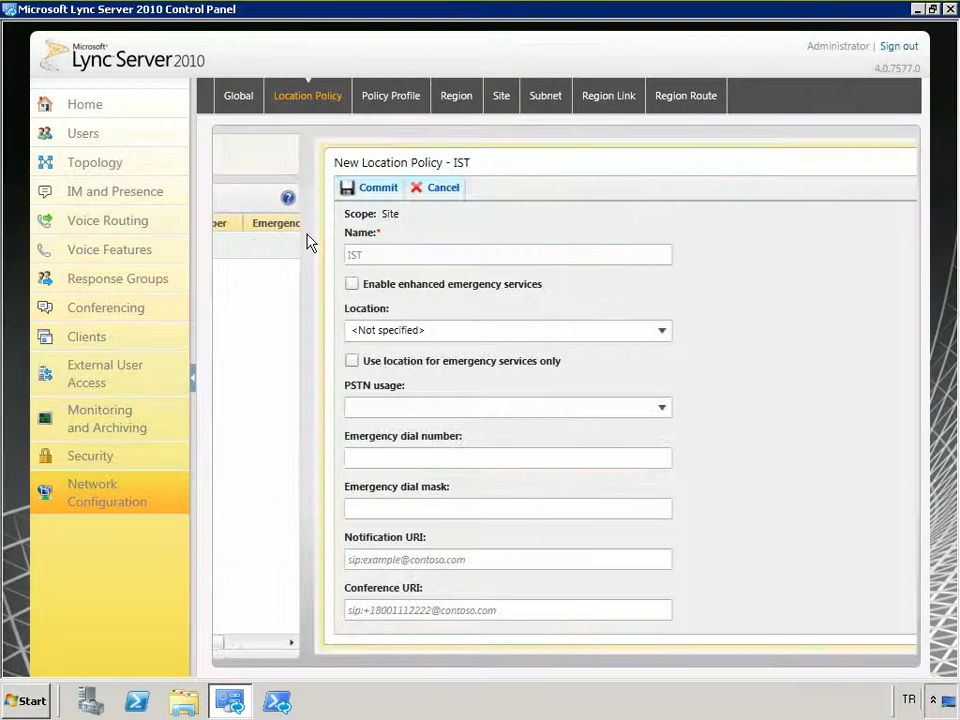 Microsoft Lync Server 2010 Control Panel
Microsoft®
Lync Server 2010
Administrator | Sign out
4.0.7577.0
Home
Users
Topology
IM and Presence
Voice Routing
Voice Features
Response Groups
Conferencing
Clients
External User
Access
Monitoring
and Archiving
Security
Network
Configuration
Global
Location Policy
Policy Profile
Region
Site
Subnet
Region Link
Region Route
ber
Emergenc
New Location Policy - IST
Commit
Cancel
Scope: Site
Name:*
IST
Enable enhanced emergency services
Location:
<Not specified>
Use location for emergency services only
PSTN usage:
Emergency dial number:
Emergency dial mask:
Notification URI:
sip:example@contoso.com
Conference URI:
sip:+18001112222@contoso.com
Start
TR